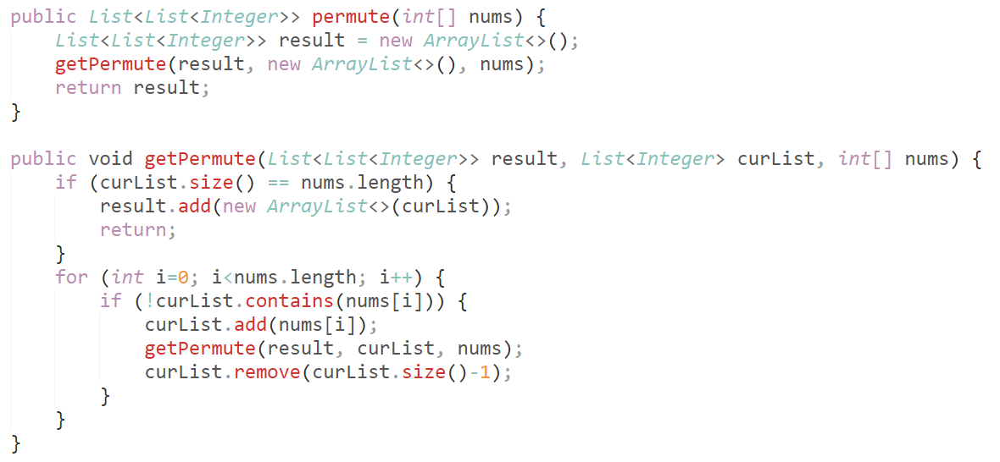 public List<List<Integer>> permute(int[] nums) {
    List<List<Integer>> result = new ArrayList<>();
    getPermute(result, new ArrayList<>(), nums);
    return result;
}

public void getPermute(List<List<Integer>> result, List<Integer> curList, int[] nums) {
    if (curList.size() == nums.length) {
        result.add(new ArrayList<>(curList));
        return;
    }
    for (int i=0; i<nums.length; i++) {
        if (!curList.contains(nums[i])) {
            curList.add(nums[i]);
            getPermute(result, curList, nums);
            curList.remove(curList.size()-1);
        }
    }
}